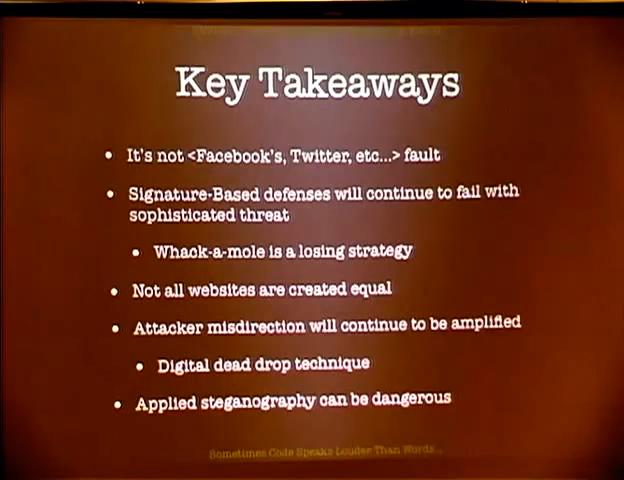 Key Takeaways
• It's not <Facebook's, Twitter, etc...> fault
• Signature-Based defenses will continue to fail with
sophisticated threat
• Whack-a-mole is a losing strategy
• Not all websites are created equal
• Attacker misdirection will continue to be amplified
• Digital dead drop technique
• Applied steganography can be dangerous
Sometimes Code Speaks Louder Than Words...